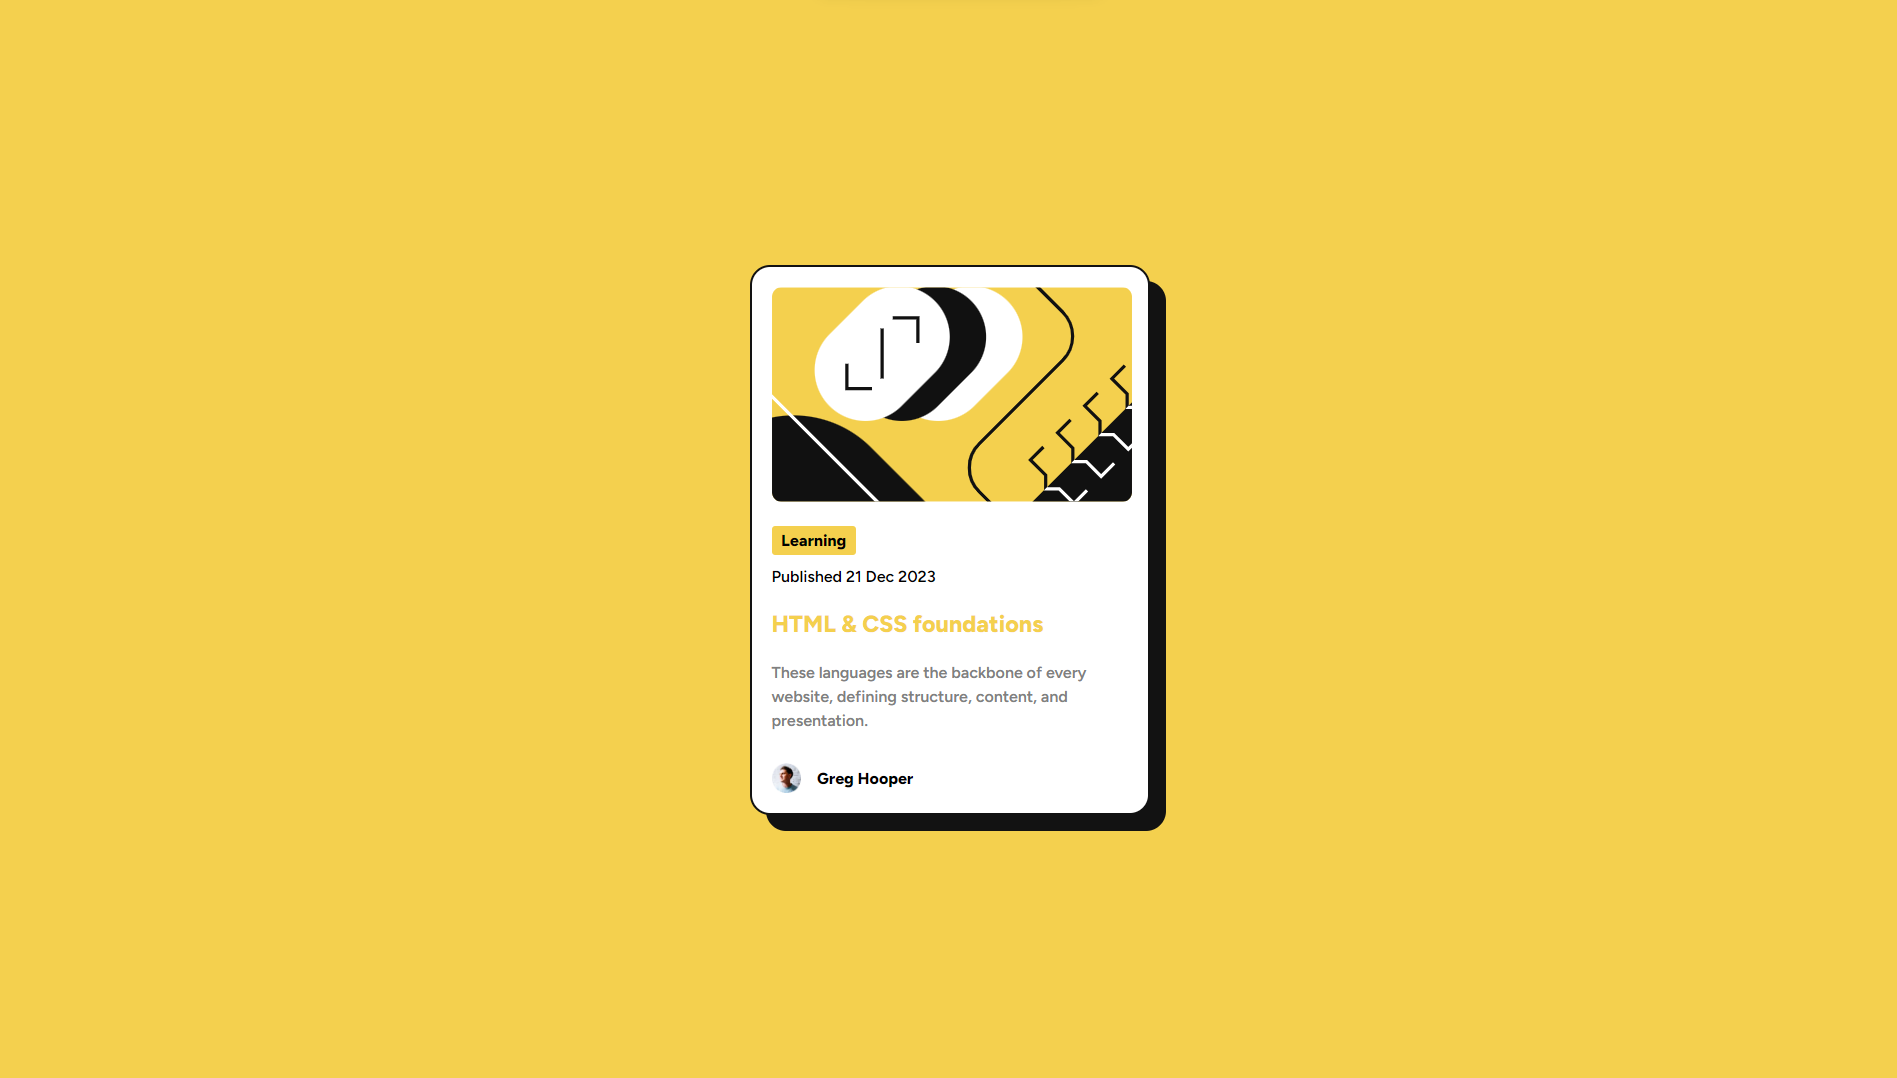 Learning
Published 21 Dec 2023
HTML & CSS foundations
These languages are the backbone of every
website, defining structure, content, and
presentation.
Greg Hooper